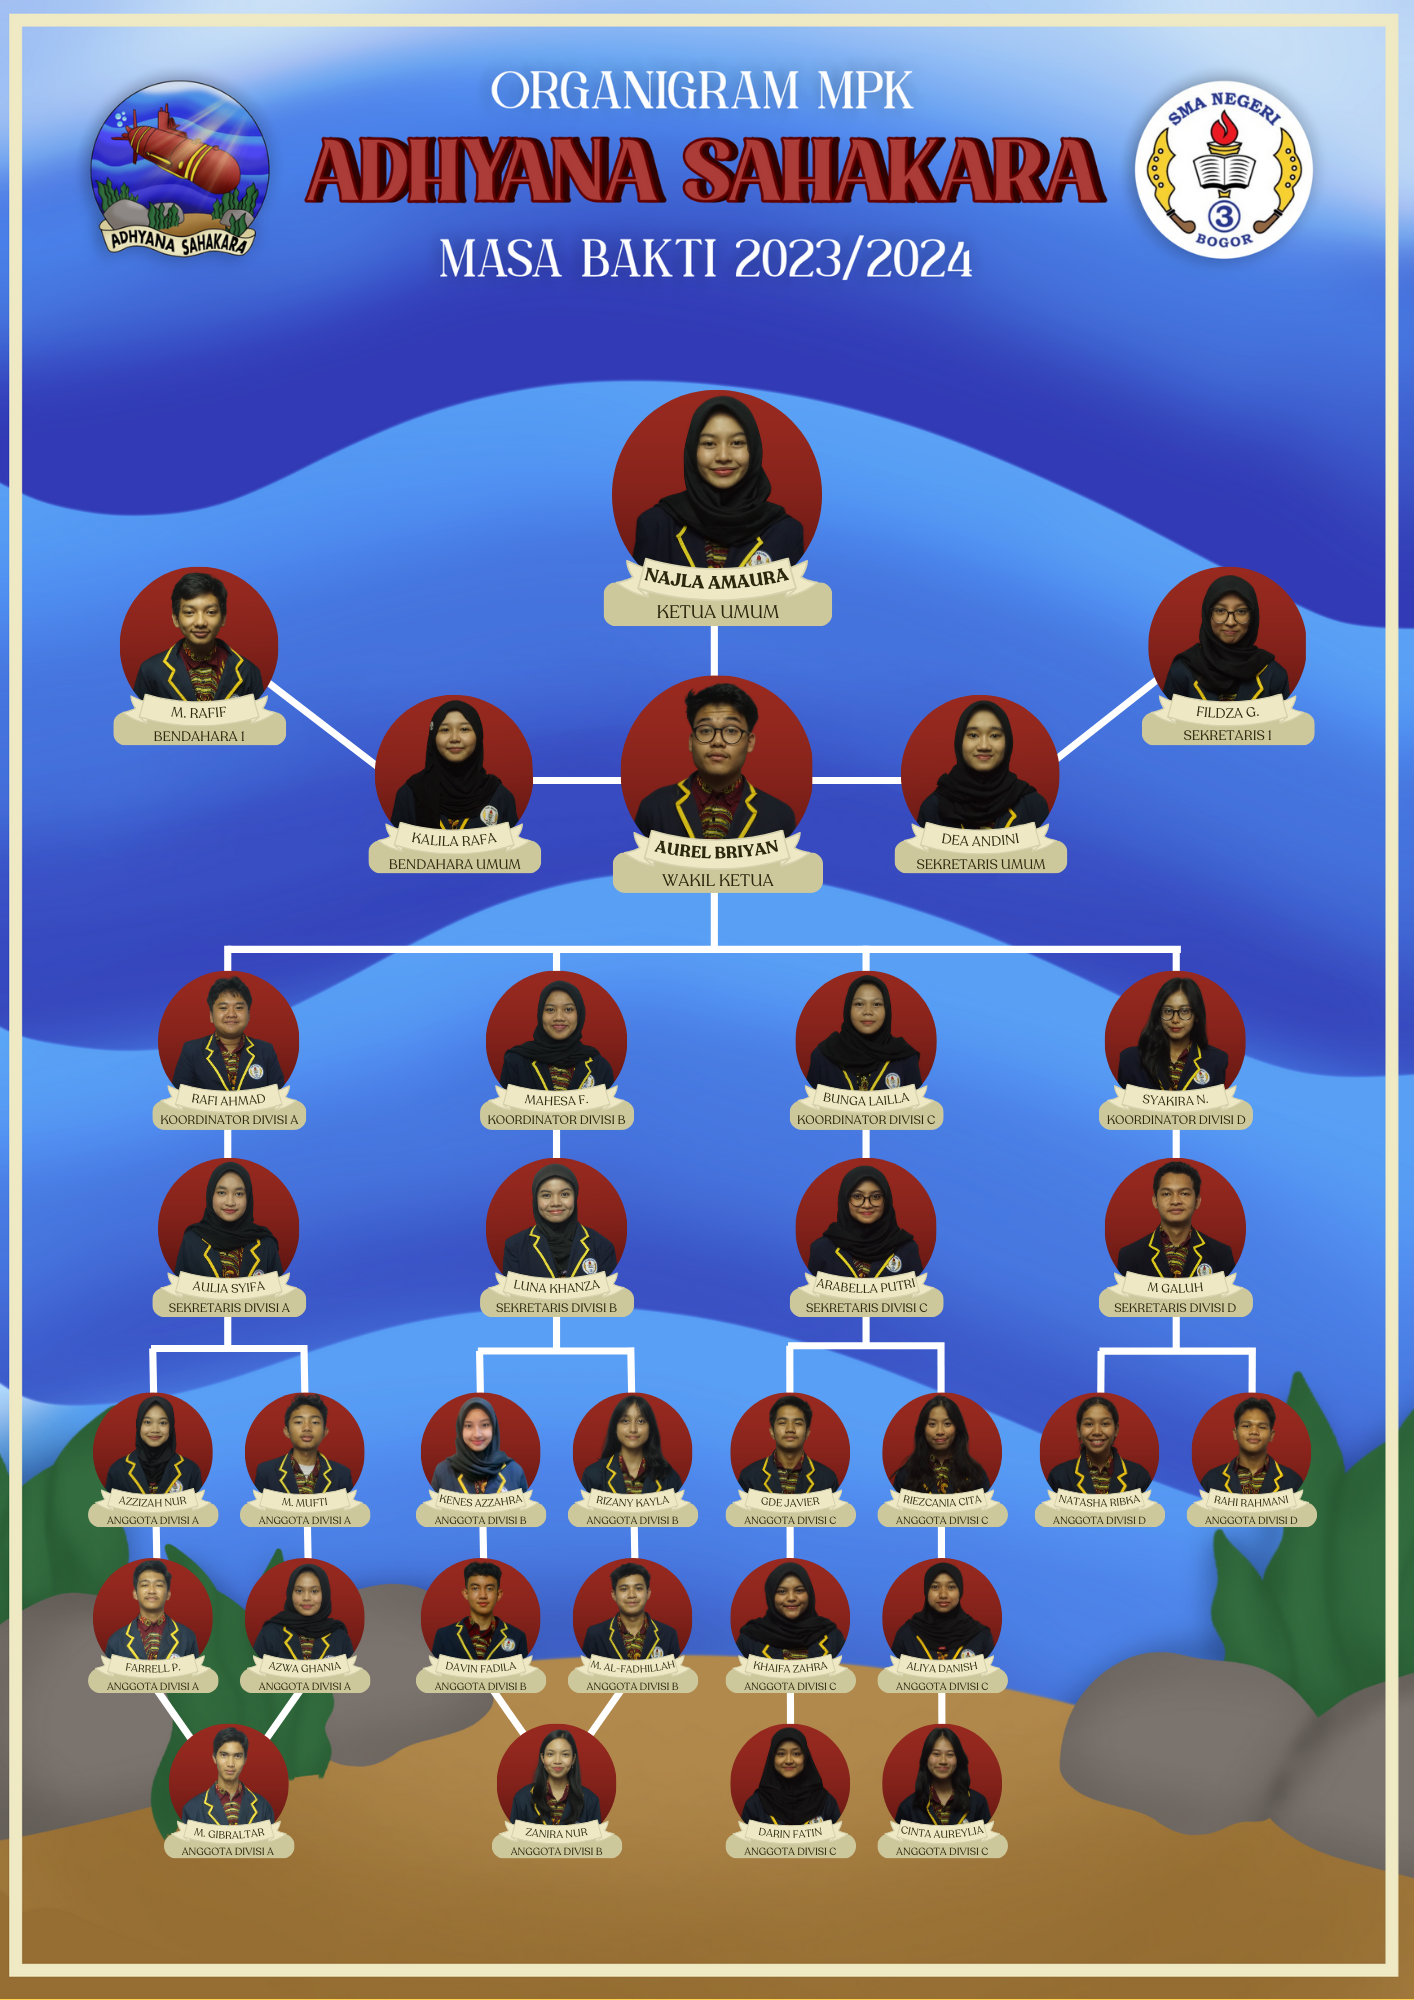 ORGANIGRAM MPK
ADHYANA SAHAKARA
MASA BAKTI 2023/2024
ADHYANA SAHAKARA
SMA NEGERI
3
BOGOR
NAJLA AMAURA
KETUA UMUM
M. RAFIF
BENDAHARA 1
FILDZA G.
SEKRETARIS 1
KALILA RAFA
BENDAHARA UMUM
AUREL BRIYAN
WAKIL KETUA
DEA ANDINI
SEKRETARIS UMUM
RAFI AHMAD
KOORDINATOR DIVISI A
MAHESA F.
KOORDINATOR DIVISI B
BUNGA LAILLA
KOORDINATOR DIVISI C
SYAKIRA N.
KOORDINATOR DIVISI D
AULIA SYIFA
SEKRETARIS DIVISI A
LUNA KHANZA
SEKRETARIS DIVISI B
ARABELLA PUTRI
SEKRETARIS DIVISI C
M GALUH
SEKRETARIS DIVISI D
AZZIZAH NUR
ANGGOTA DIVISI A
M. MUFTI
ANGGOTA DIVISI A
KENES AZZAHRA
ANGGOTA DIVISI B
RIZANY KAYLA
ANGGOTA DIVISI B
GDE JAVIER
ANGGOTA DIVISI C
RIEZCANIA CITA
ANGGOTA DIVISI C
NATASHA RIBKA
ANGGOTA DIVISI D
RAHI RAHMANI
ANGGOTA DIVISI D
FARRELL P.
ANGGOTA DIVISI A
AZWA GHANIA
ANGGOTA DIVISI A
DAVIN FADILA
ANGGOTA DIVISI B
M. AL-FADHILLAH
ANGGOTA DIVISI B
KHAIFA ZAHRA
ANGGOTA DIVISI C
ALIYA DANISH
ANGGOTA DIVISI C
M. GIBRALTAR
ANGGOTA DIVISI A
ZANIRA NUR
ANGGOTA DIVISI B
DARIN FATIN
ANGGOTA DIVISI C
CINTA AUREYLIA
ANGGOTA DIVISI C